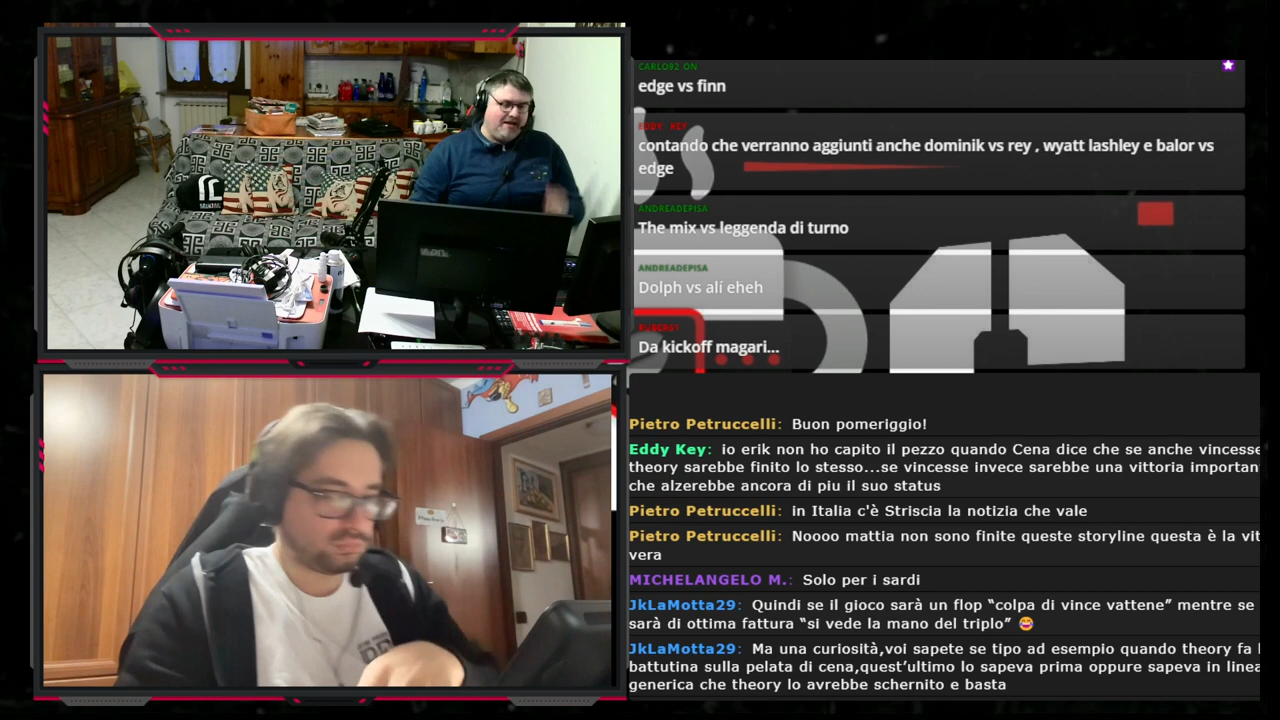 CARLO92 ON
edge vs finn
EDDY KEY
contando che verranno aggiunti anche dominik vs rey , wyatt lashley e balor vs
edge
ANDREADEPISA
The mix vs leggenda di turno
ANDREADEPISA
Dolph vs alí eheh
Da kickoff magari...
Pietro Petruccelli: Buon pomeriggio!
Eddy Key: io erik non ho capito il pezzo quando Cena dice che se anche vincesse
theory sarebbe finito lo stesso...se vincesse invece sarebbe una vittoria importan
che alzerebbe ancora di piu il suo status
Pietro Petruccelli: in Italia c'è Striscia la notizia che vale
Pietro Petruccelli: Noooo mattia non sono finite queste storyline questa è la vit
vera
MICHELANGELO M.: Solo per i sardi
JkLaMotta29: Quindi se il gioco sarà un flop “colpa di vince vattene” mentre se
sarà di ottima fattura “si vede la mano del triplo” 😂
JkLaMotta29: Ma una curiosità,voi sapete se tipo ad esempio quando theory fa l
battutina sulla pelata di cena,quest’ultimo lo sapeva prima oppure sapeva in linea
generica che theory lo avrebbe schernito e basta